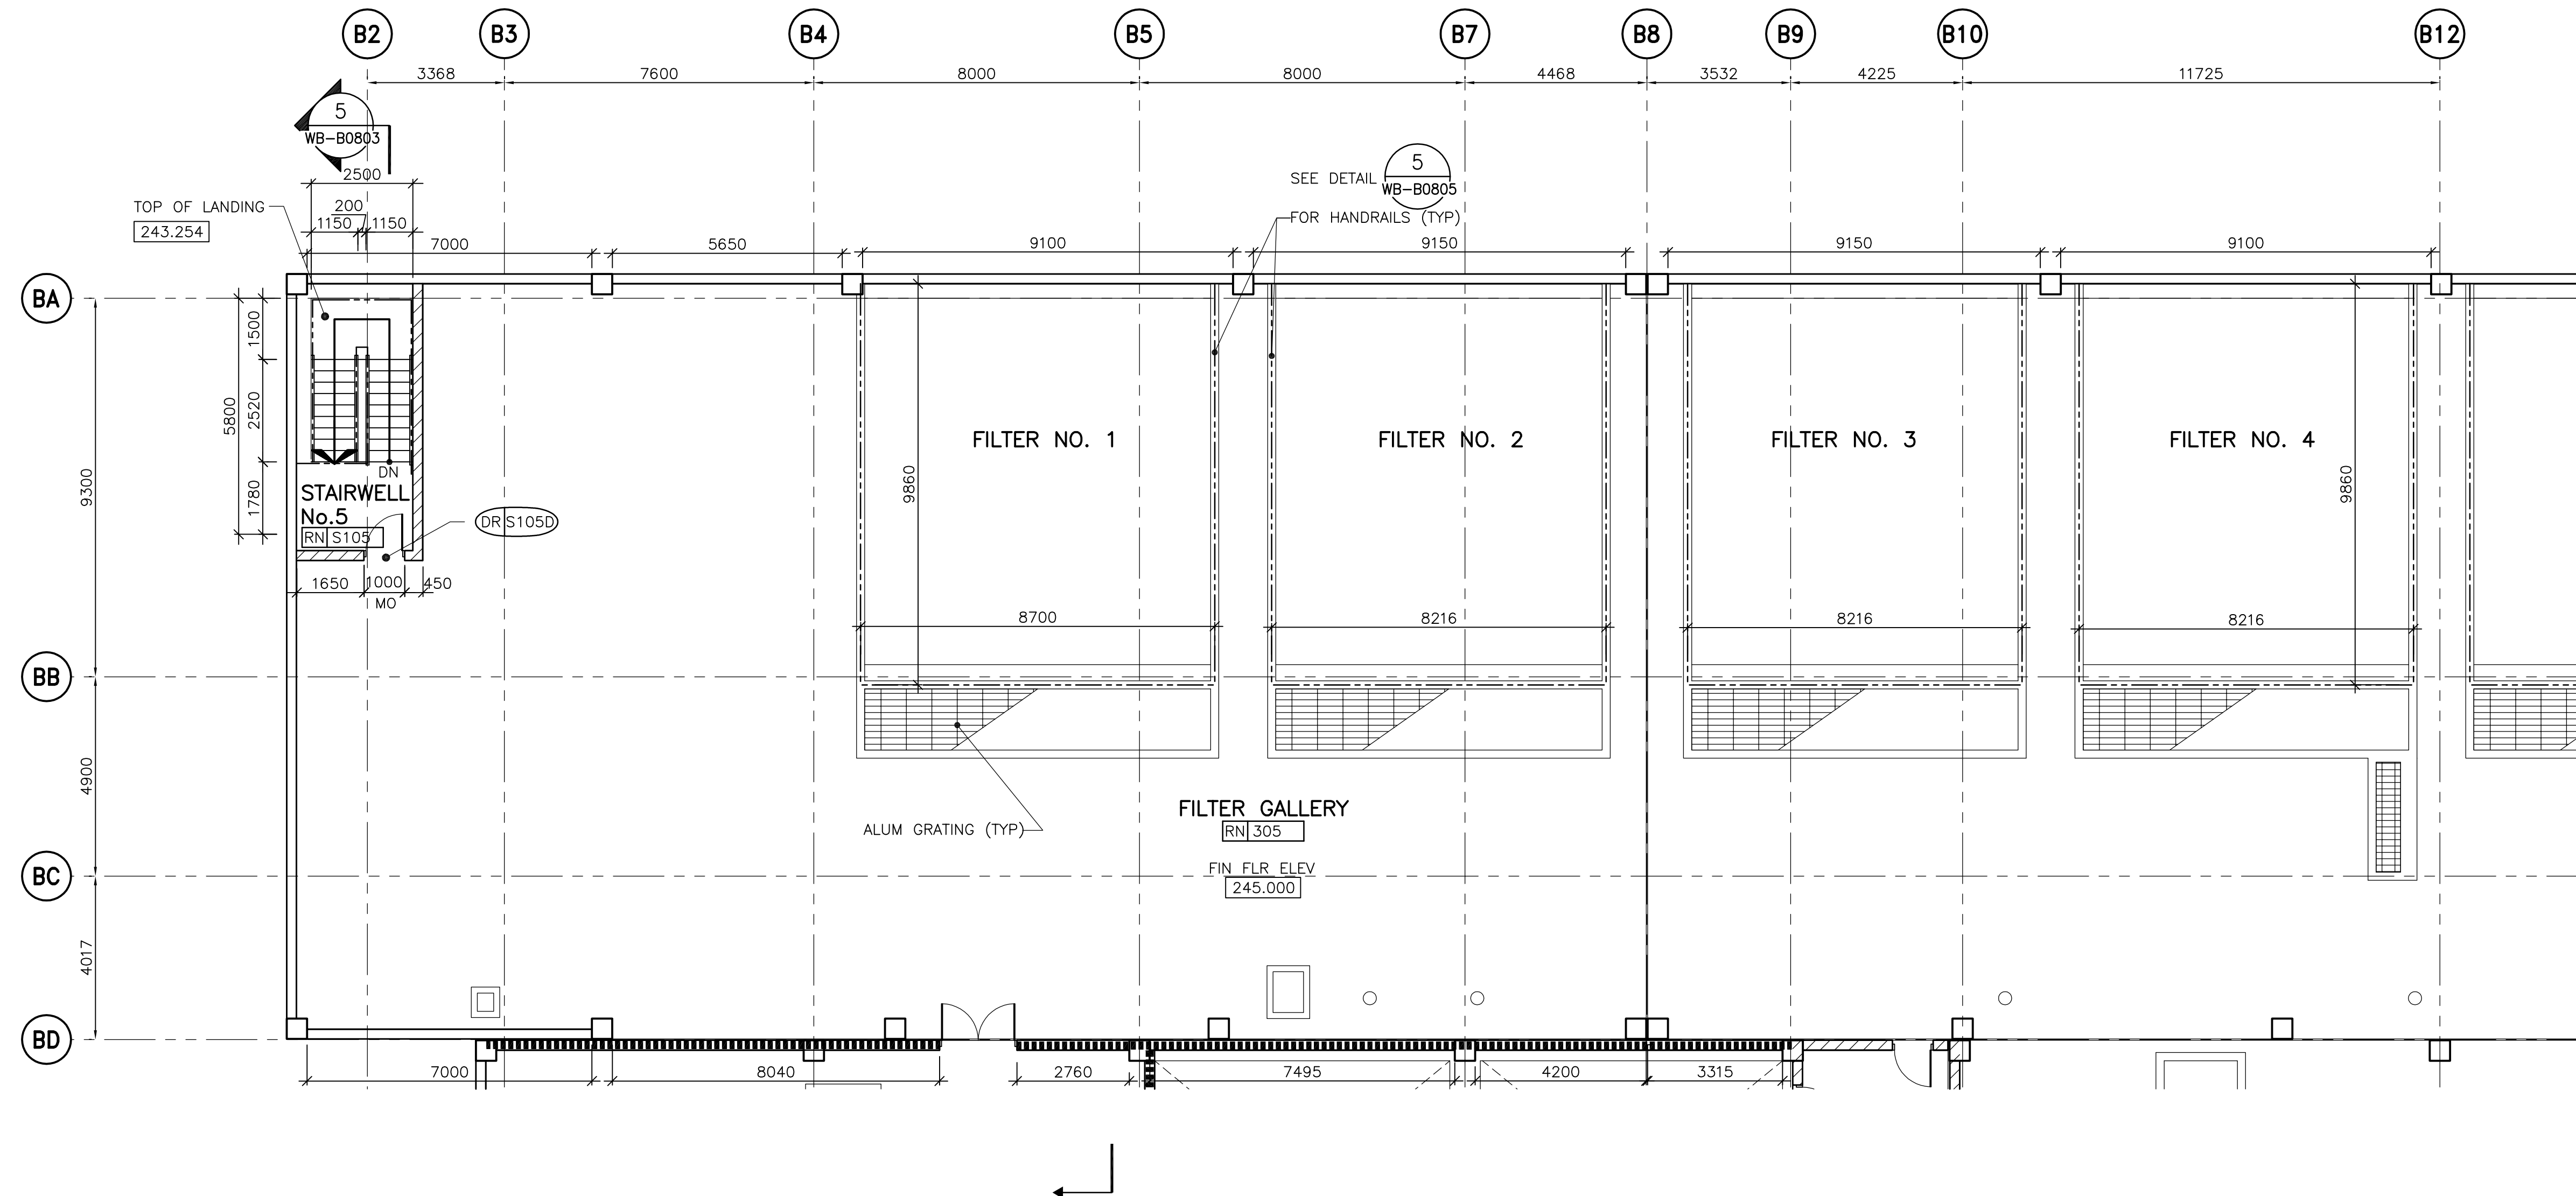 B2 B3 B4 B5 B7 B8 B9 B10 B12
3368 7600 8000 8000 4468 3532 4225 11725
5
WB-B0803
5
WB-B0805
SEE DETAIL
FOR HANDRAILS (TYP)
2500
TOP OF LANDING
243.254
200
1150 1150
7000 5650 9100 9150 9150 9100
BA
1500
2520
5800
1780
9300
FILTER NO. 1 FILTER NO. 2 FILTER NO. 3 FILTER NO. 4
9860 9860
DN
STAIRWELL
No.5
RN S105
DR S105D
1650 1000 450
MO
8700 8216 8216 8216
BB
4900
FILTER GALLERY
RN 305
ALUM GRATING (TYP)
FIN FLR ELEV
245.000
BC
4017
BD
7000 8040 2760 7495 4200 3315